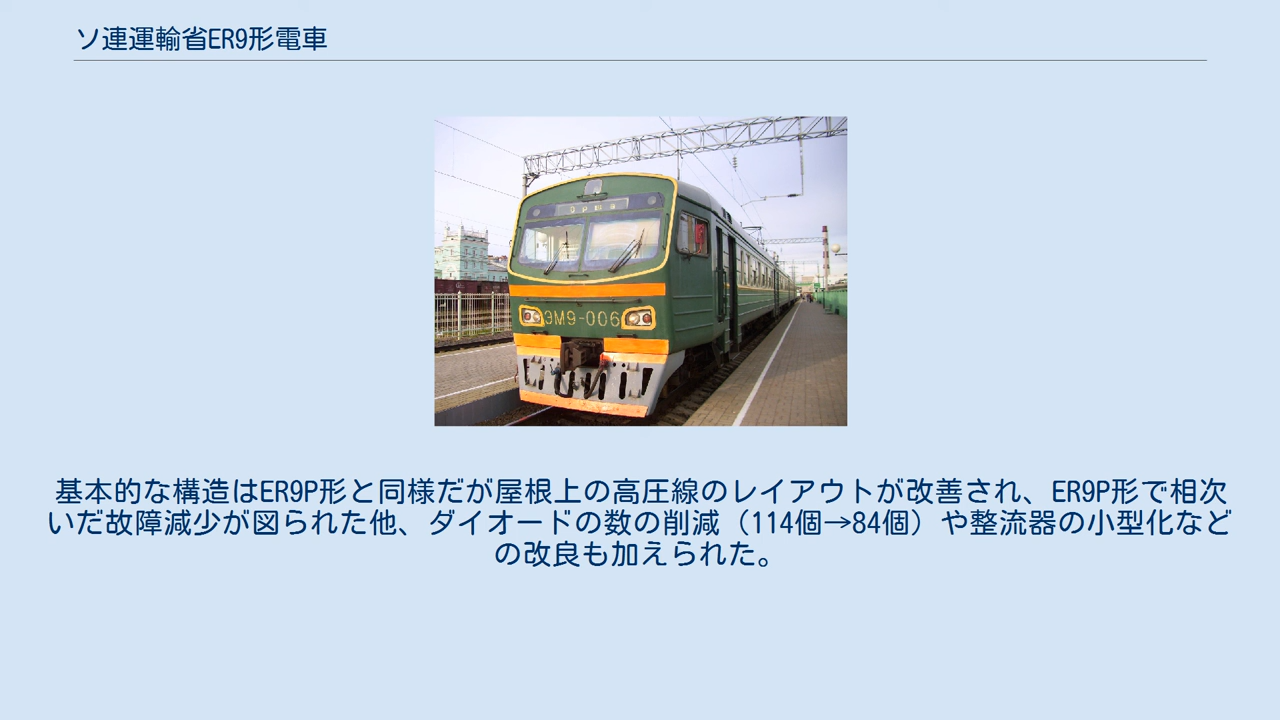 ソ連運輸省ER9形電車
Орша
ЭМ9-006
基本的な構造はER9P形と同様だが屋根上の高圧線のレイアウトが改善され、ER9P形で相次
いだ故障減少が図られた他、ダイオードの数の削減（114個→84個）や整流器の小型化など
の改良も加えられた。